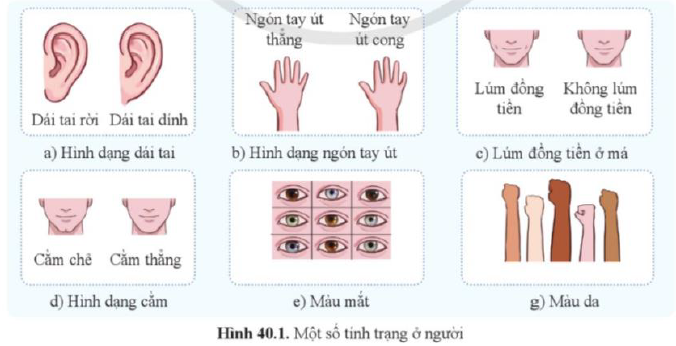 Dái tai rời Dái tai dính
a) Hình dạng dái tai
Ngón tay út thẳng
Ngón tay út cong
b) Hình dạng ngón tay út
Lúm đồng tiền
Không lúm đồng tiền
c) Lúm đồng tiền ở má
Cằm chẻ Cằm thẳng
d) Hình dạng cằm
e) Màu mắt
g) Màu da
Hình 40.1. Một số tính trạng ở người